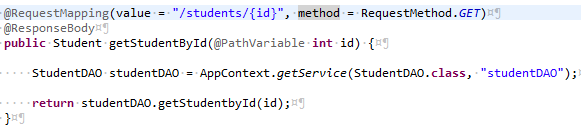 @RequestMapping(value = "/students/{id}", method = RequestMethod.GET)¤¶
@ResponseBody¤¶
public Student getStudentById(@PathVariable int id) {¤¶
¤¶
StudentDAO studentDAO = AppContext.getService(StudentDAO.class, "studentDAO");¤¶
¤¶
return studentDAO.getStudentbyId(id);¤¶
}¤¶